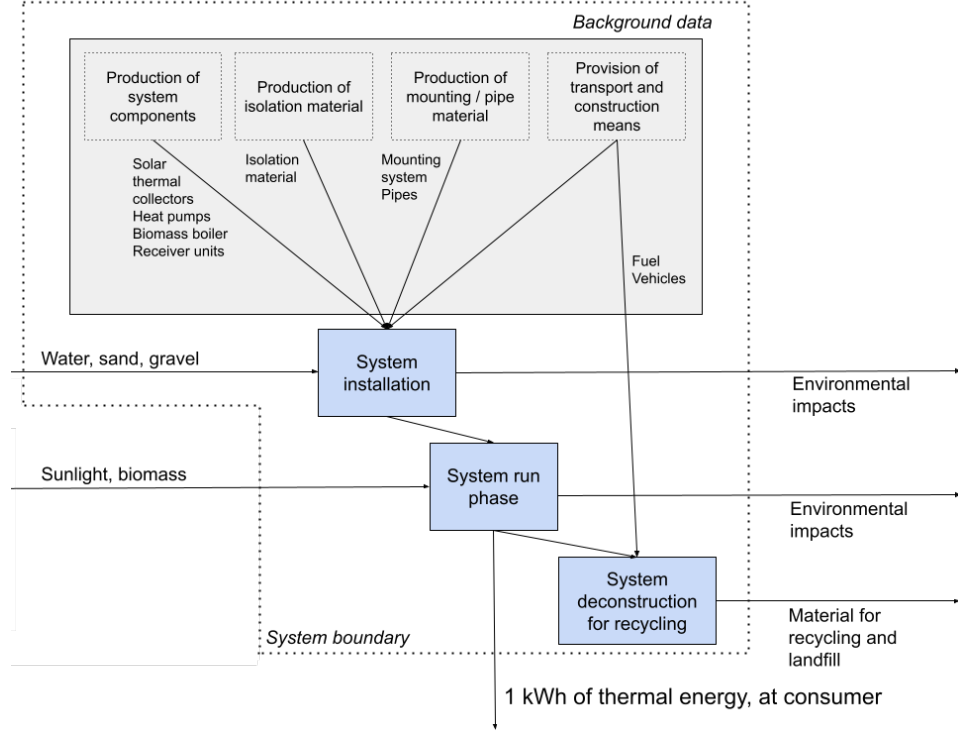 Background data
Production of
system
components
Production of
isolation material
Production of
mounting / pipe
material
Provision of
transport and
construction
means
Solar
thermal
collectors
Heat pumps
Biomass boiler
Receiver units
Isolation
material
Mounting
system
Pipes
Fuel
Vehicles
Water, sand, gravel
System
installation
Environmental
impacts
Sunlight, biomass
System run
phase
Environmental
impacts
System
deconstruction
for recycling
Material for
recycling and
landfill
System boundary
1 kWh of thermal energy, at consumer